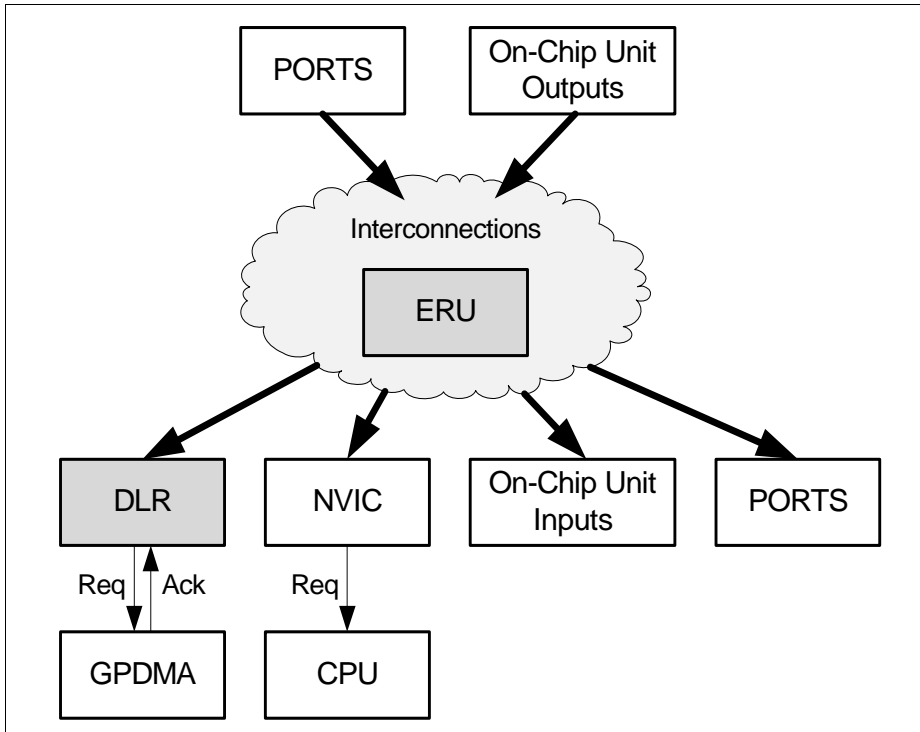 PORTS
On-Chip Unit
Outputs
Interconnections
ERU
DLR
NVIC
On-Chip Unit
Inputs
PORTS
Req
Ack
Req
GPDMA
CPU